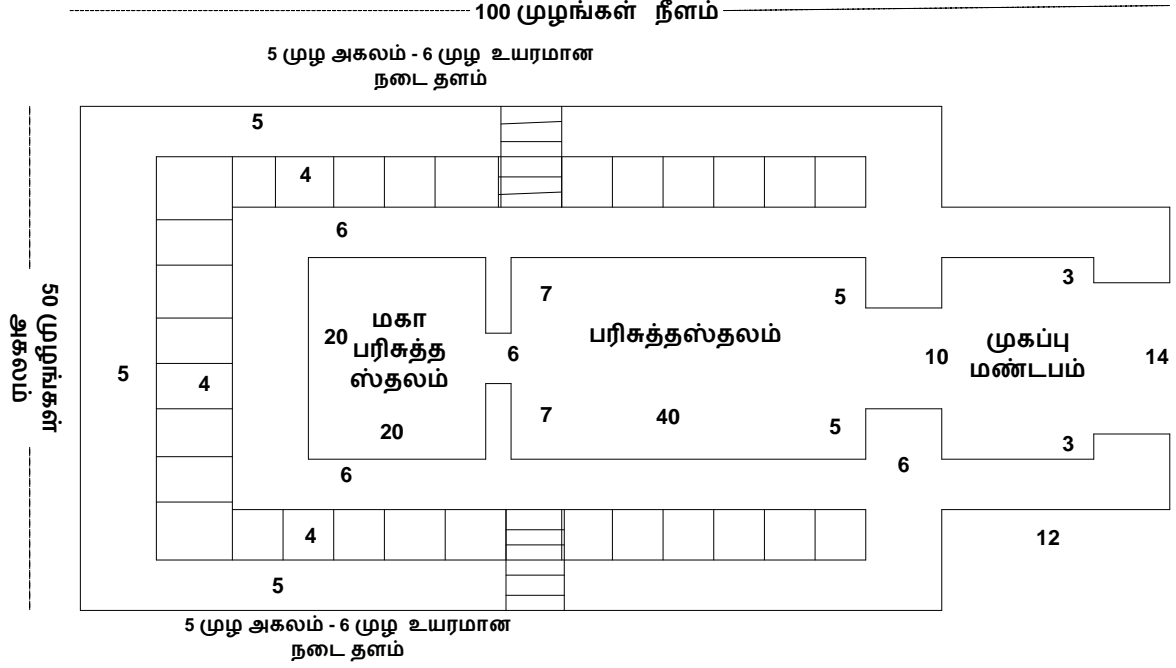 100 முழங்கள் நீளம்
5 முழ அகலம் - 6 முழ உயரமான
நடை தளம்
5
4
6
3
7
5
50 முழங்கள்
அகலம்
5
4
20
மகா
பரிசுத்த
ஸ்தலம்
6
பரிசுத்தஸ்தலம்
10
முகப்பு
மண்டபம்
14
20
7
40
5
3
6
6
4
12
5
5 முழ அகலம் - 6 முழ உயரமான
நடை தளம்